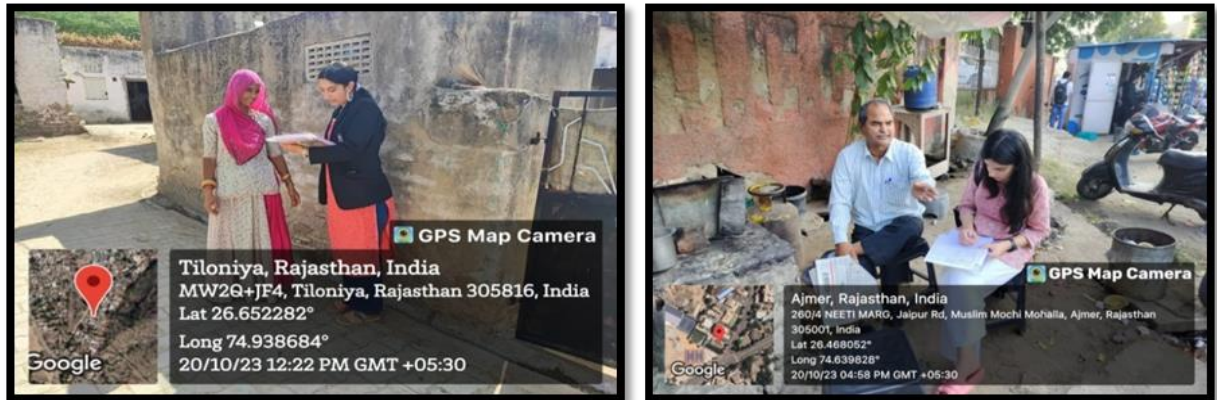 GPS Map Camera
Tiloniya, Rajasthan, India
MW2Q+JF4, Tiloniya, Rajasthan 305816, India
Lat 26.652282°
Long 74.938684°
20/10/23 12:22 PM GMT +05:30
Google
GPS Map Camera
Ajmer, Rajasthan, India
260/4 NEETI MARG, Jaipur Rd, Muslim Mochi Mohalla, Ajmer, Rajasthan
305001, India
Lat 26.468052°
Long 74.639828°
20/10/23 04:58 PM GMT +05:30
Google